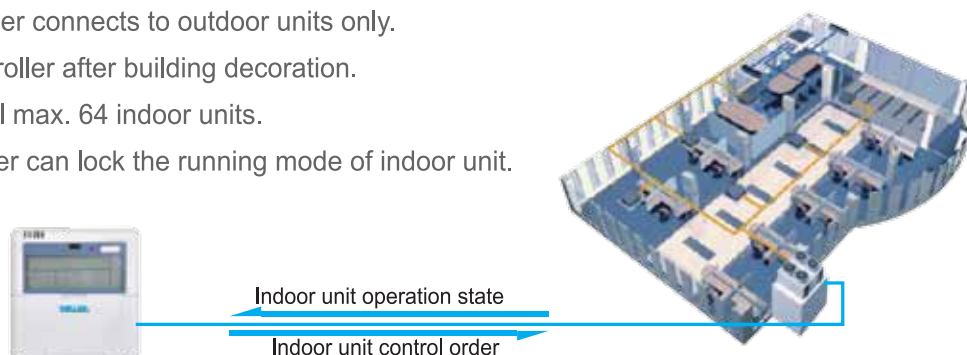 er connects to outdoor units only.
roller after building decoration.
l max. 64 indoor units.
er can lock the running mode of indoor unit.
Indoor unit operation state
Indoor unit control order